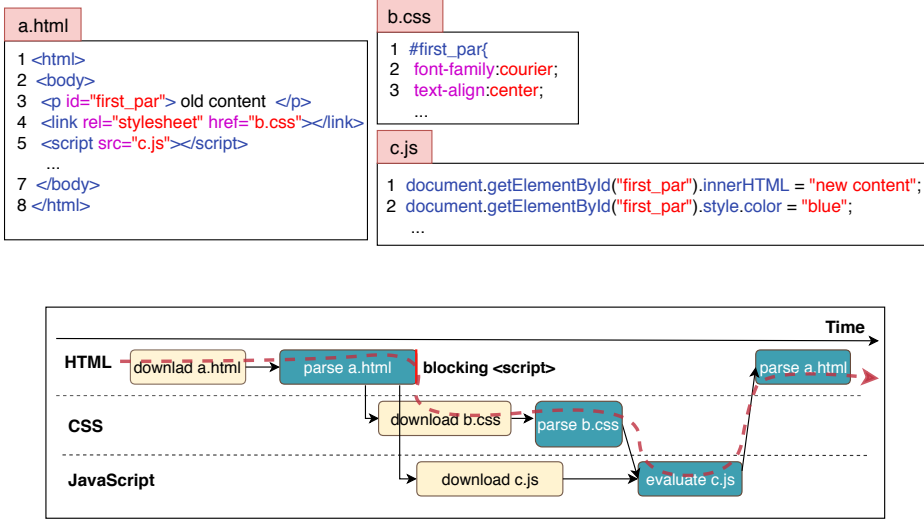 a.html
1 <html>
2 <body>
3 <p id="first_par"> old content </p>
4 <link rel="stylesheet" href="b.css"></link>
5 <script src="c.js"></script>
...
7 </body>
8 </html>
b.css
1 #first_par{
2 font-family:courier;
3 text-align:center;
...
c.js
1 document.getElementById("first_par").innerHTML = "new content";
2 document.getElementById("first_par").style.color = "blue";
...
Time
HTML
downlad a.html
parse a.html
blocking <script>
parse a.html
CSS
download b.css
parse b.css
JavaScript
download c.js
evaluate c.js